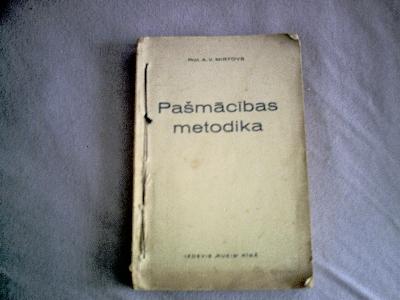 Prof. A. V. MIRTOVS
Pašmācības
metodika
IZDEVIS RĪGĀ